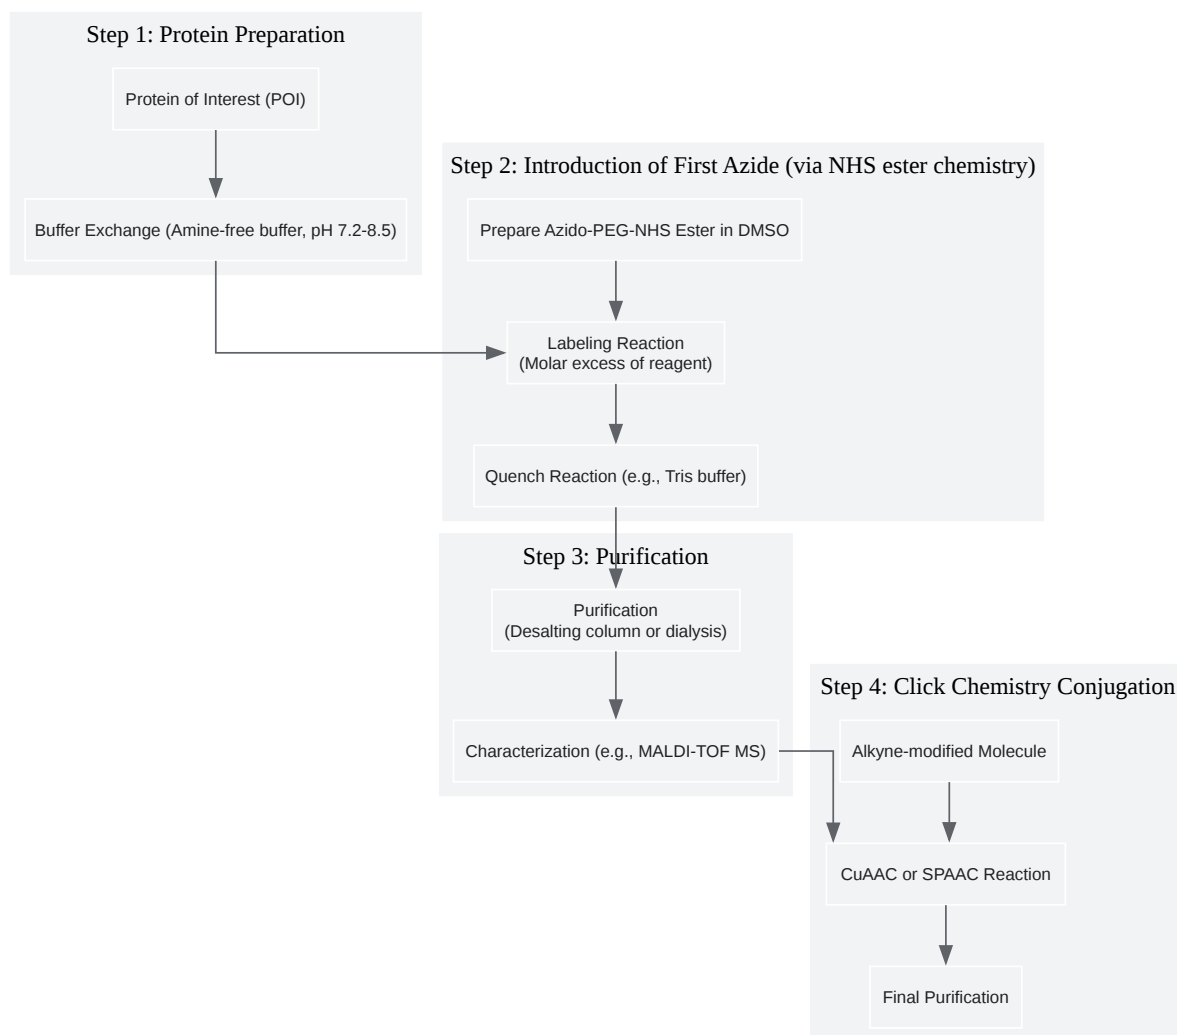 Step 1: Protein Preparation
Protein of Interest (POI)
Buffer Exchange (Amine-free buffer, pH 7.2-8.5)
Step 2: Introduction of First Azide (via NHS ester chemistry)
Prepare Azido-PEG-NHS Ester in DMSO
Labeling Reaction
(Molar excess of reagent)
Quench Reaction (e.g., Tris buffer)
Step 3: Purification
Purification
(Desalting column or dialysis)
Characterization (e.g., MALDI-TOF MS)
Step 4: Click Chemistry Conjugation
Alkyne-modified Molecule
CuAAC or SPAAC Reaction
Final Purification